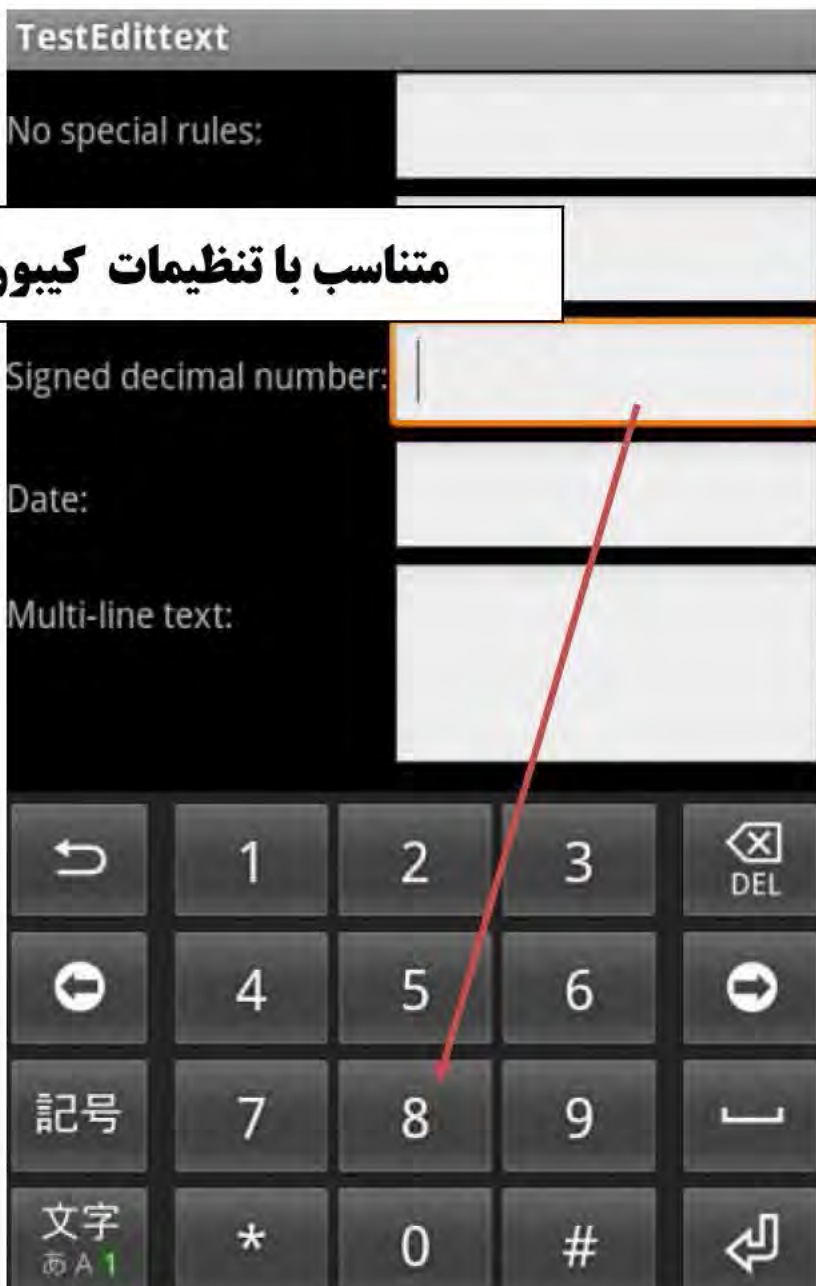 TestEdittext
No special rules:
متناسب با تنظیمات
Signed decimal number:
Date:
Multi-line text:
1 2 3 DEL
4 5 6
記号 7 8 9
文字 * 0 #
あ A 1